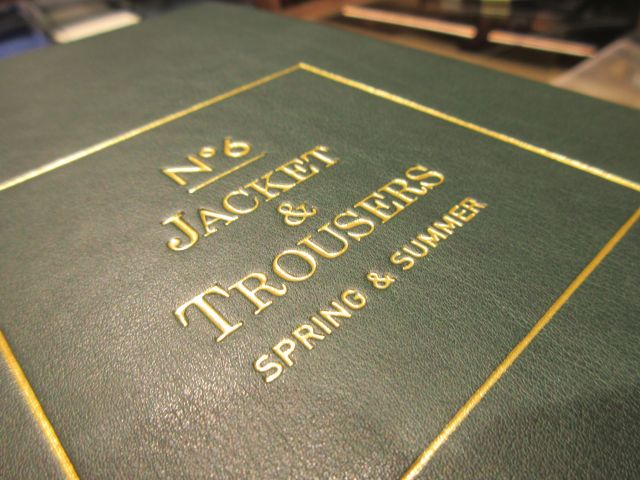 Nº 6
JACKET
&
TROUSERS
SPRING & SUMMER